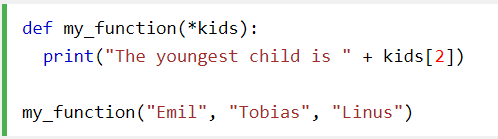 def my_function(*kids):
  print("The youngest child is " + kids[2])

my_function("Emil", "Tobias", "Linus")